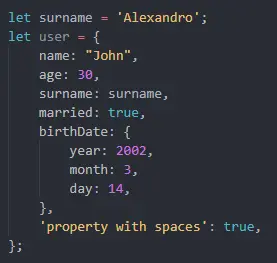 let surname = 'Alexandro';
let user = {
    name: "John",
    age: 30,
    surname: surname,
    married: true,
    birthDate: {
        year: 2002,
        month: 3,
        day: 14,
    },
    'property with spaces': true,
};